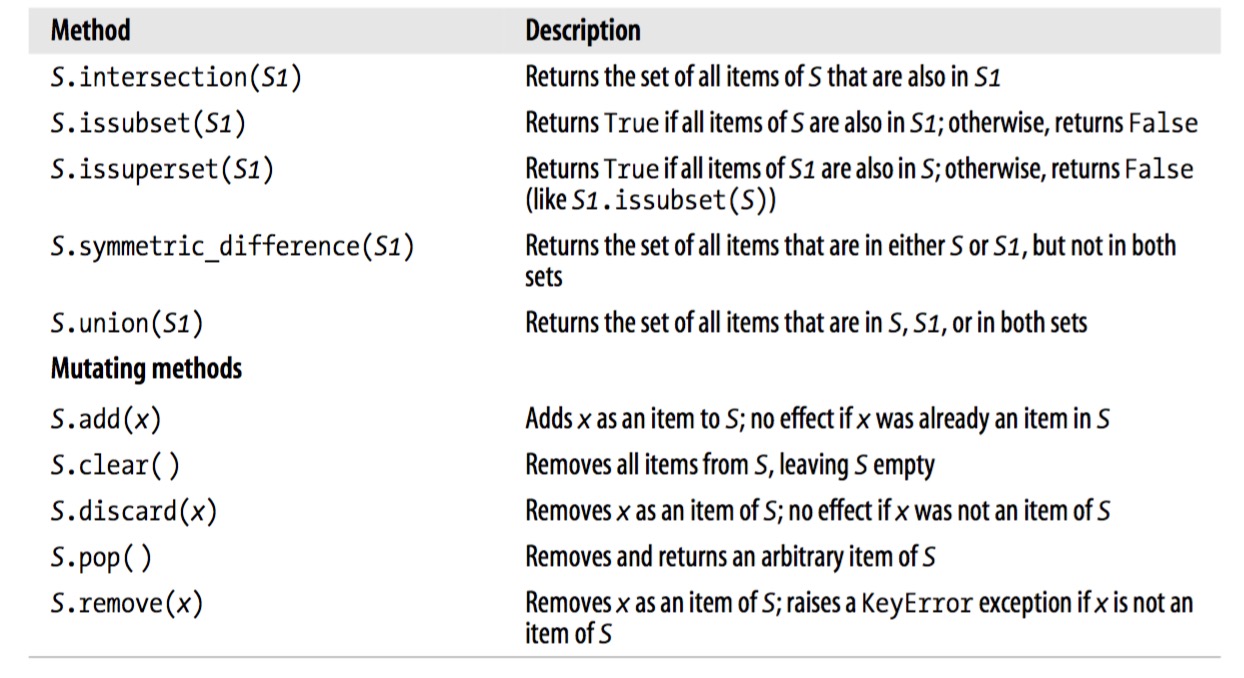 Method Description
S.intersection(S1) Returns the set of all items of S that are also in S1
S.issubset(S1) Returns True if all items of S are also in S1; otherwise, returns False
S.issuperset(S1) Returns True if all items of S1 are also in S; otherwise, returns False
(like S1.issubset(S))
S.symmetric_difference(S1) Returns the set of all items that are in either S or S1, but not in both
sets
S.union(S1) Returns the set of all items that are in S, S1, or in both sets
Mutating methods
S.add(x) Adds x as an item to S; no effect if x was already an item in S
S.clear() Removes all items from S, leaving S empty
S.discard(x) Removes x as an item of S; no effect if x was not an item of S
S.pop() Removes and returns an arbitrary item of S
S.remove(x) Removes x as an item of S; raises a KeyError exception if x is not an
item of S